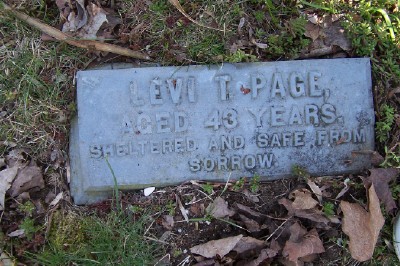 LEVI T. PAGE,
AGED 43 YEARS.
SHELTERED AND SAFE FROM
SORROW.